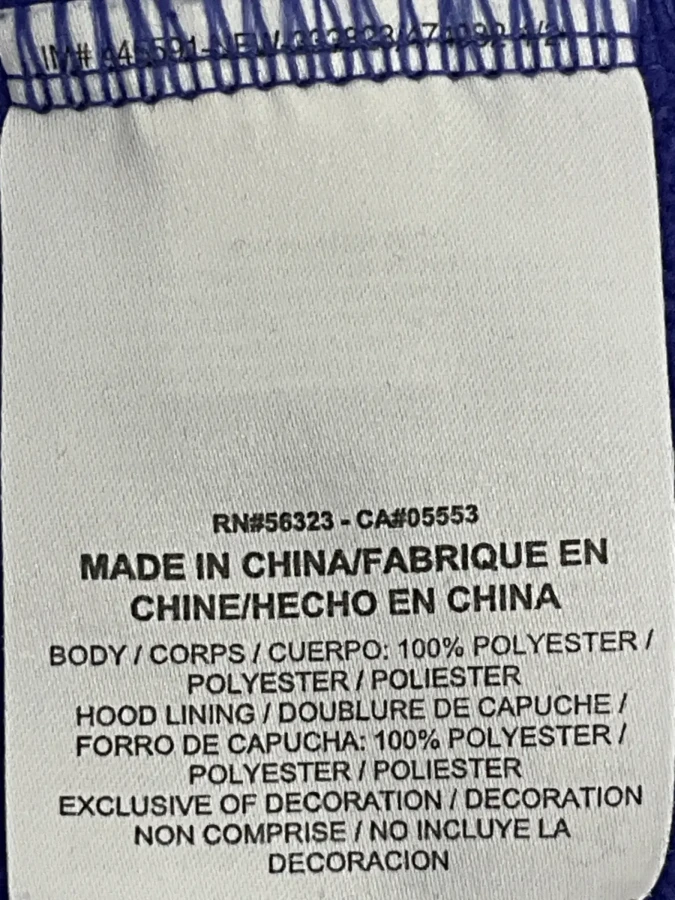 IM#
RN#56323 - CA#05553
MADE IN CHINA/FABRIQUE EN
CHINE/HECHO EN CHINA
BODY / CORPS / CUERPO: 100% POLYESTER /
POLYESTER / POLIESTER
HOOD LINING / DOUBLURE DE CAPUCHE /
FORRO DE CAPUCHA: 100% POLYESTER /
POLYESTER / POLIESTER
EXCLUSIVE OF DECORATION / DECORATION
NON COMPRISE / NO INCLUYE LA
DECORACION